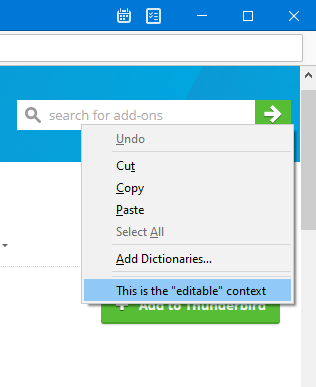 search for add-ons
Undo
Cut
Copy
Paste
Select All
Add Dictionaries...
This is the "editable" context
Add to Thunderbird